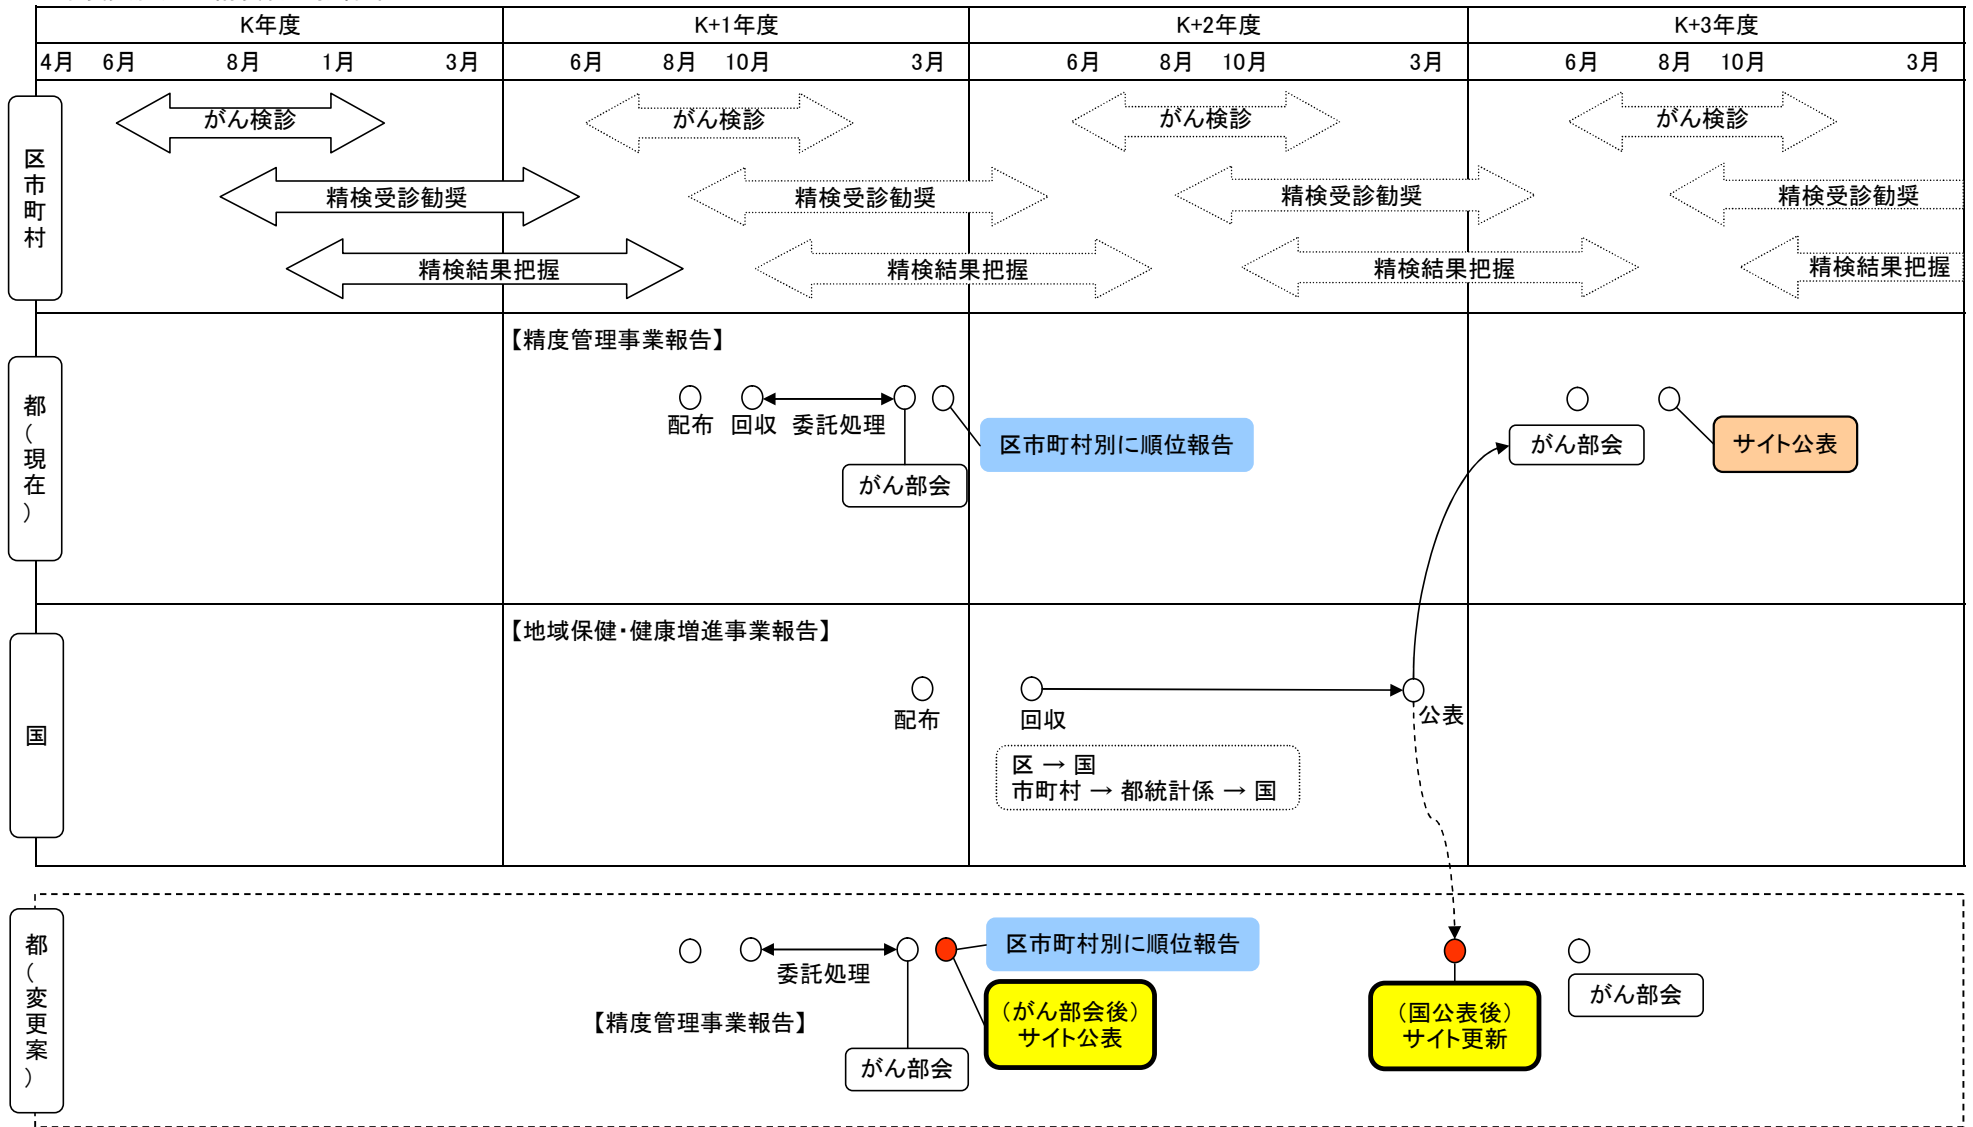 K年度 K+1年度 K+2年度 K+3年度
4月 6月 8月 1月 3月 6月 8月 10月 3月 6月 8月 10月 3月 6月 8月 10月 3月
区市町村
がん検診 がん検診 がん検診 がん検診
精検受診勧奨 精検受診勧奨 精検受診勧奨 精検受診勧奨
精検結果把握 精検結果把握 精検結果把握 精検結果把握
都(現在)
【精度管理事業報告】
配布 回収 委託処理
区市町村別に順位報告
がん部会
がん部会
サイト公表
国
【地域保健・健康増進事業報告】
配布 回収 公表
区 → 国
市町村 → 都統計係 → 国
都(変更案)
委託処理
区市町村別に順位報告
【精度管理事業報告】
がん部会
(がん部会後)
サイト公表
(国公表後)
サイト更新
がん部会